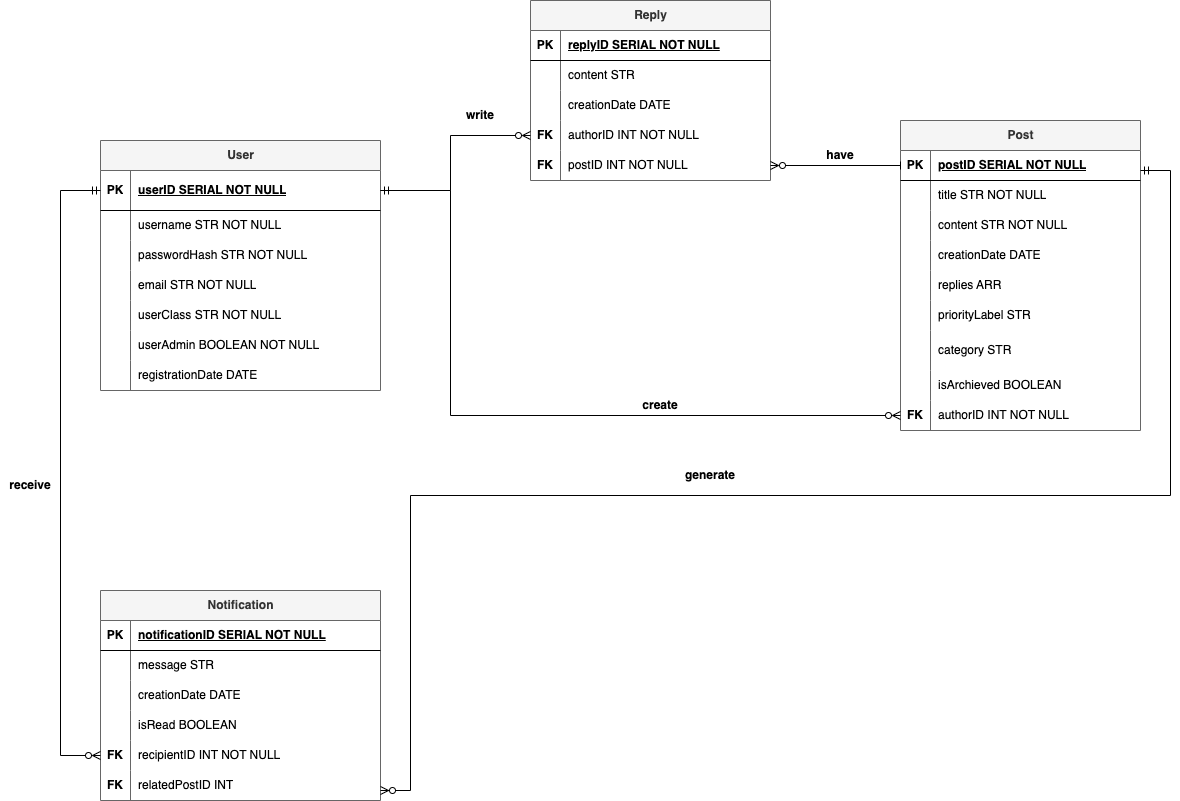 Reply
PK replyID SERIAL NOT NULL
content STR
creationDate DATE
FK authorID INT NOT NULL
FK postID INT NOT NULL
write
have
User
PK userID SERIAL NOT NULL
username STR NOT NULL
passwordHash STR NOT NULL
email STR NOT NULL
userClass STR NOT NULL
userAdmin BOOLEAN NOT NULL
registrationDate DATE
Post
PK postID SERIAL NOT NULL
title STR NOT NULL
content STR NOT NULL
creationDate DATE
replies ARR
priorityLabel STR
category STR
isArchieved BOOLEAN
FK authorID INT NOT NULL
create
generate
receive
Notification
PK notificationID SERIAL NOT NULL
message STR
creationDate DATE
isRead BOOLEAN
FK recipientID INT NOT NULL
FK relatedPostID INT